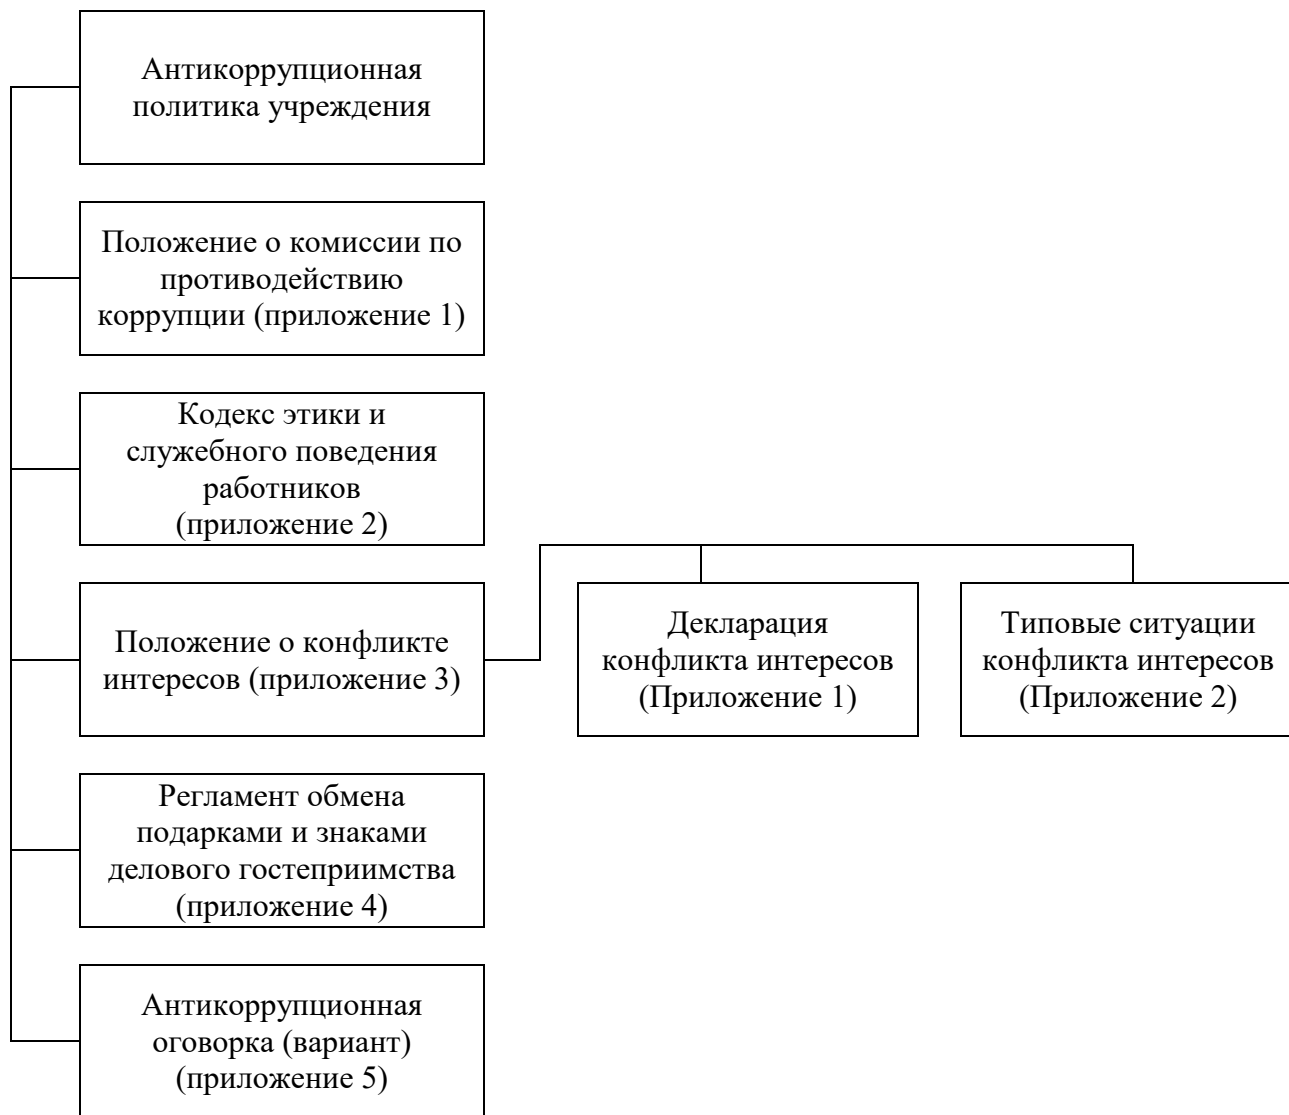 Антикоррупционная
политика учреждения
Положение о комиссии по
противодействию
коррупции (приложение 1)
Кодекс этики и
служебного поведения
работников
(приложение 2)
Положение о конфликте
интересов (приложение 3)
Декларация
конфликта интересов
(Приложение 1)
Типовые ситуации
конфликта интересов
(Приложение 2)
Регламент обмена
подарками и знаками
делового гостеприимства
(приложение 4)
Антикоррупционная
оговорка (вариант)
(приложение 5)